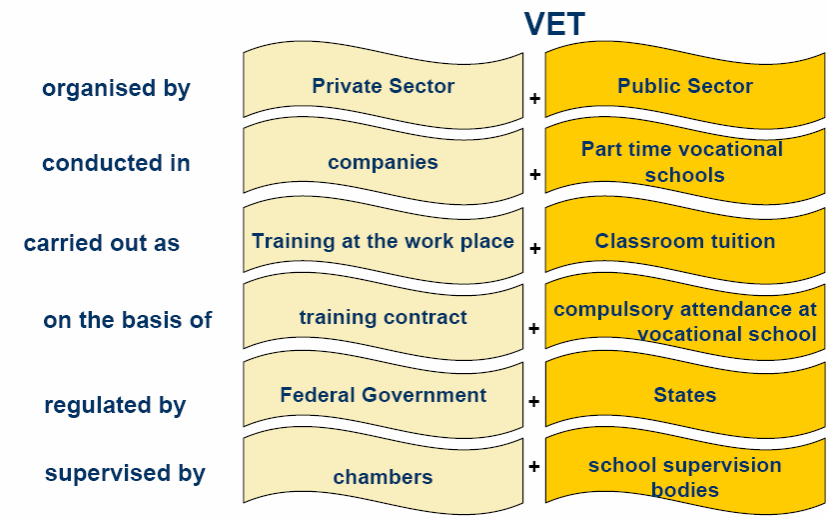 VET
organised by
Private Sector
+
Public Sector
conducted in
companies
+
Part time vocational
schools
carried out as
Training at the work place
+
Classroom tuition
on the basis of
training contract
+
compulsory attendance at
vocational school
regulated by
Federal Government
+
States
supervised by
chambers
+
school supervision
bodies